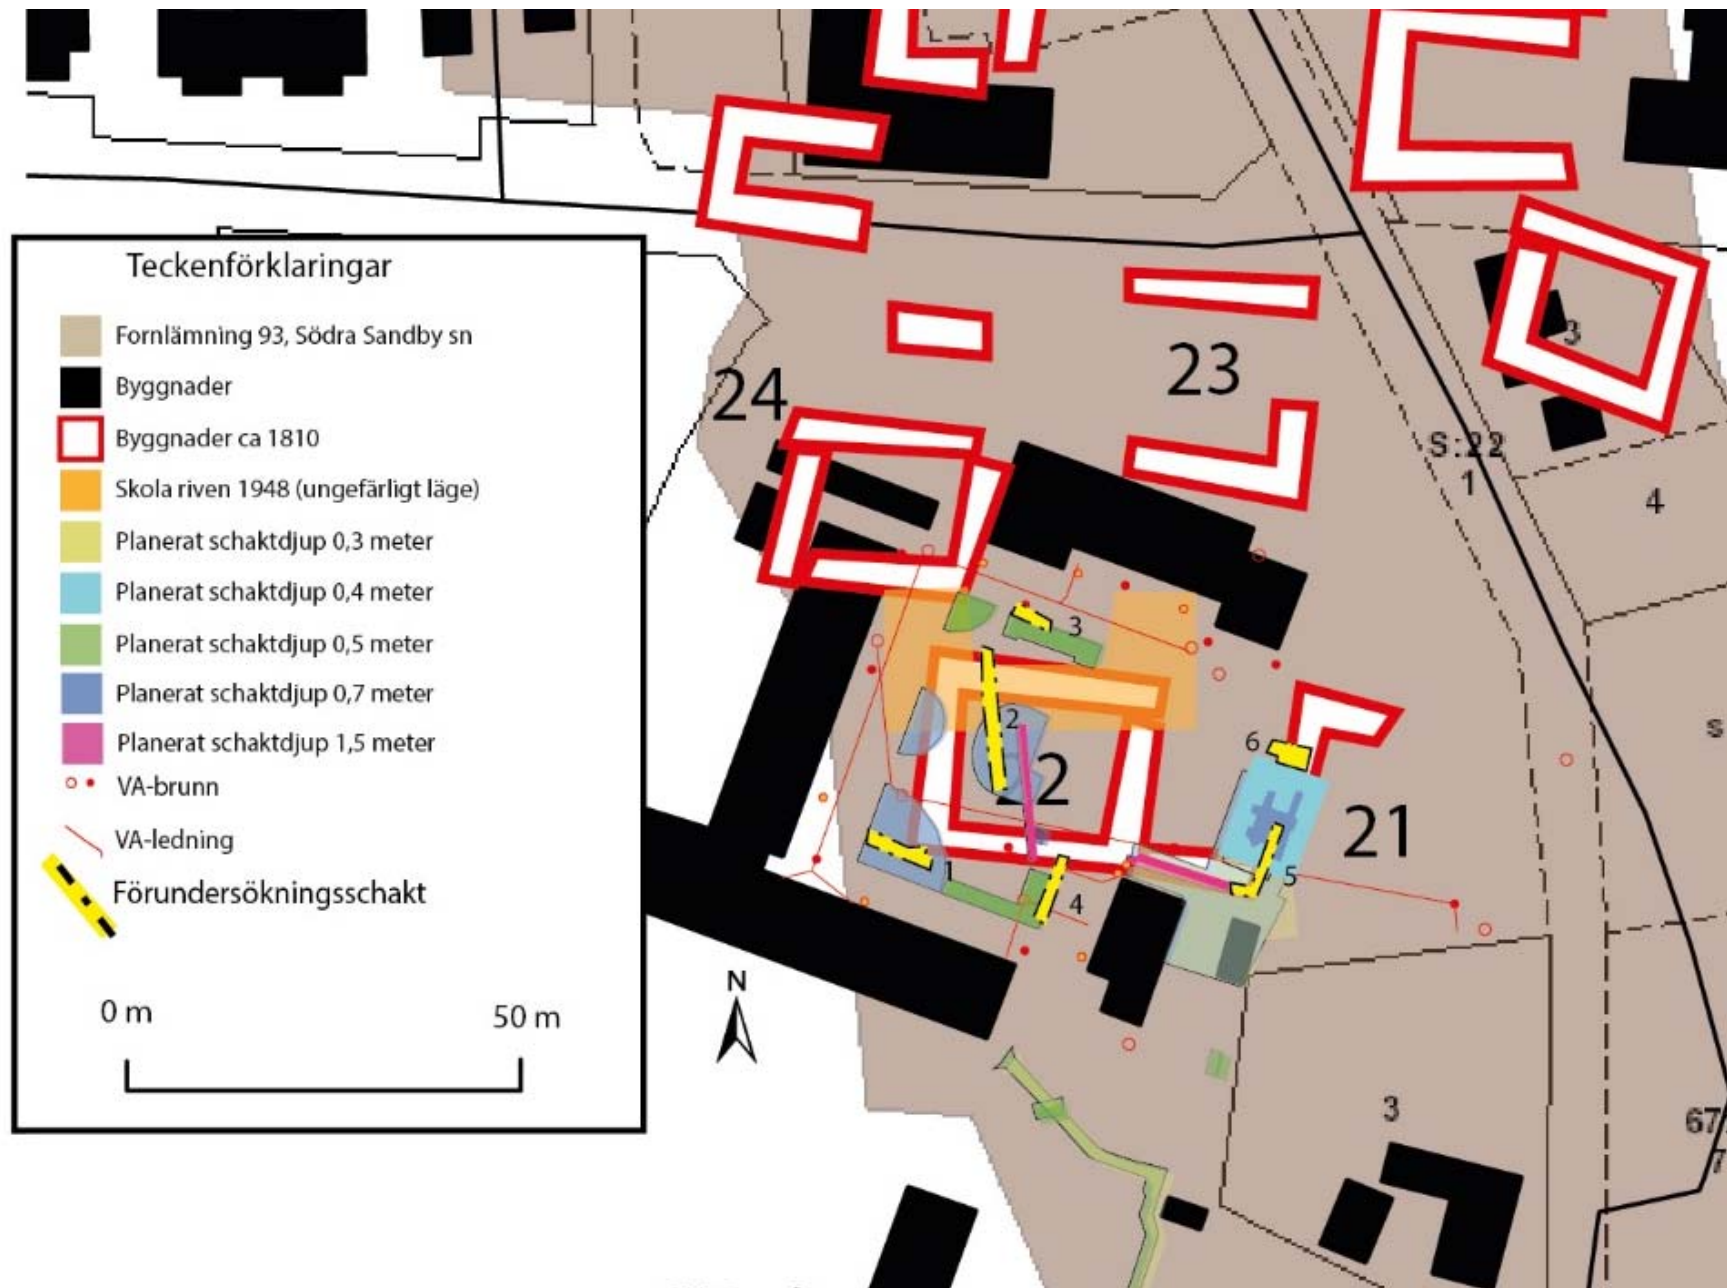 Teckenförklaringar
Fornlämning 93, Södra Sandby sn
Byggnader
Byggnader ca 1810
Skola riven 1948 (ungefärligt läge)
Planerat schaktdjup 0,3 meter
Planerat schaktdjup 0,4 meter
Planerat schaktdjup 0,5 meter
Planerat schaktdjup 0,7 meter
Planerat schaktdjup 1,5 meter
VA-brunn
VA-ledning
Förundersökningsschakt
0 m
50 m
N
24
23
3
S:22
1
4
3
2
22
6
21
s
1
4
5
3
67
7